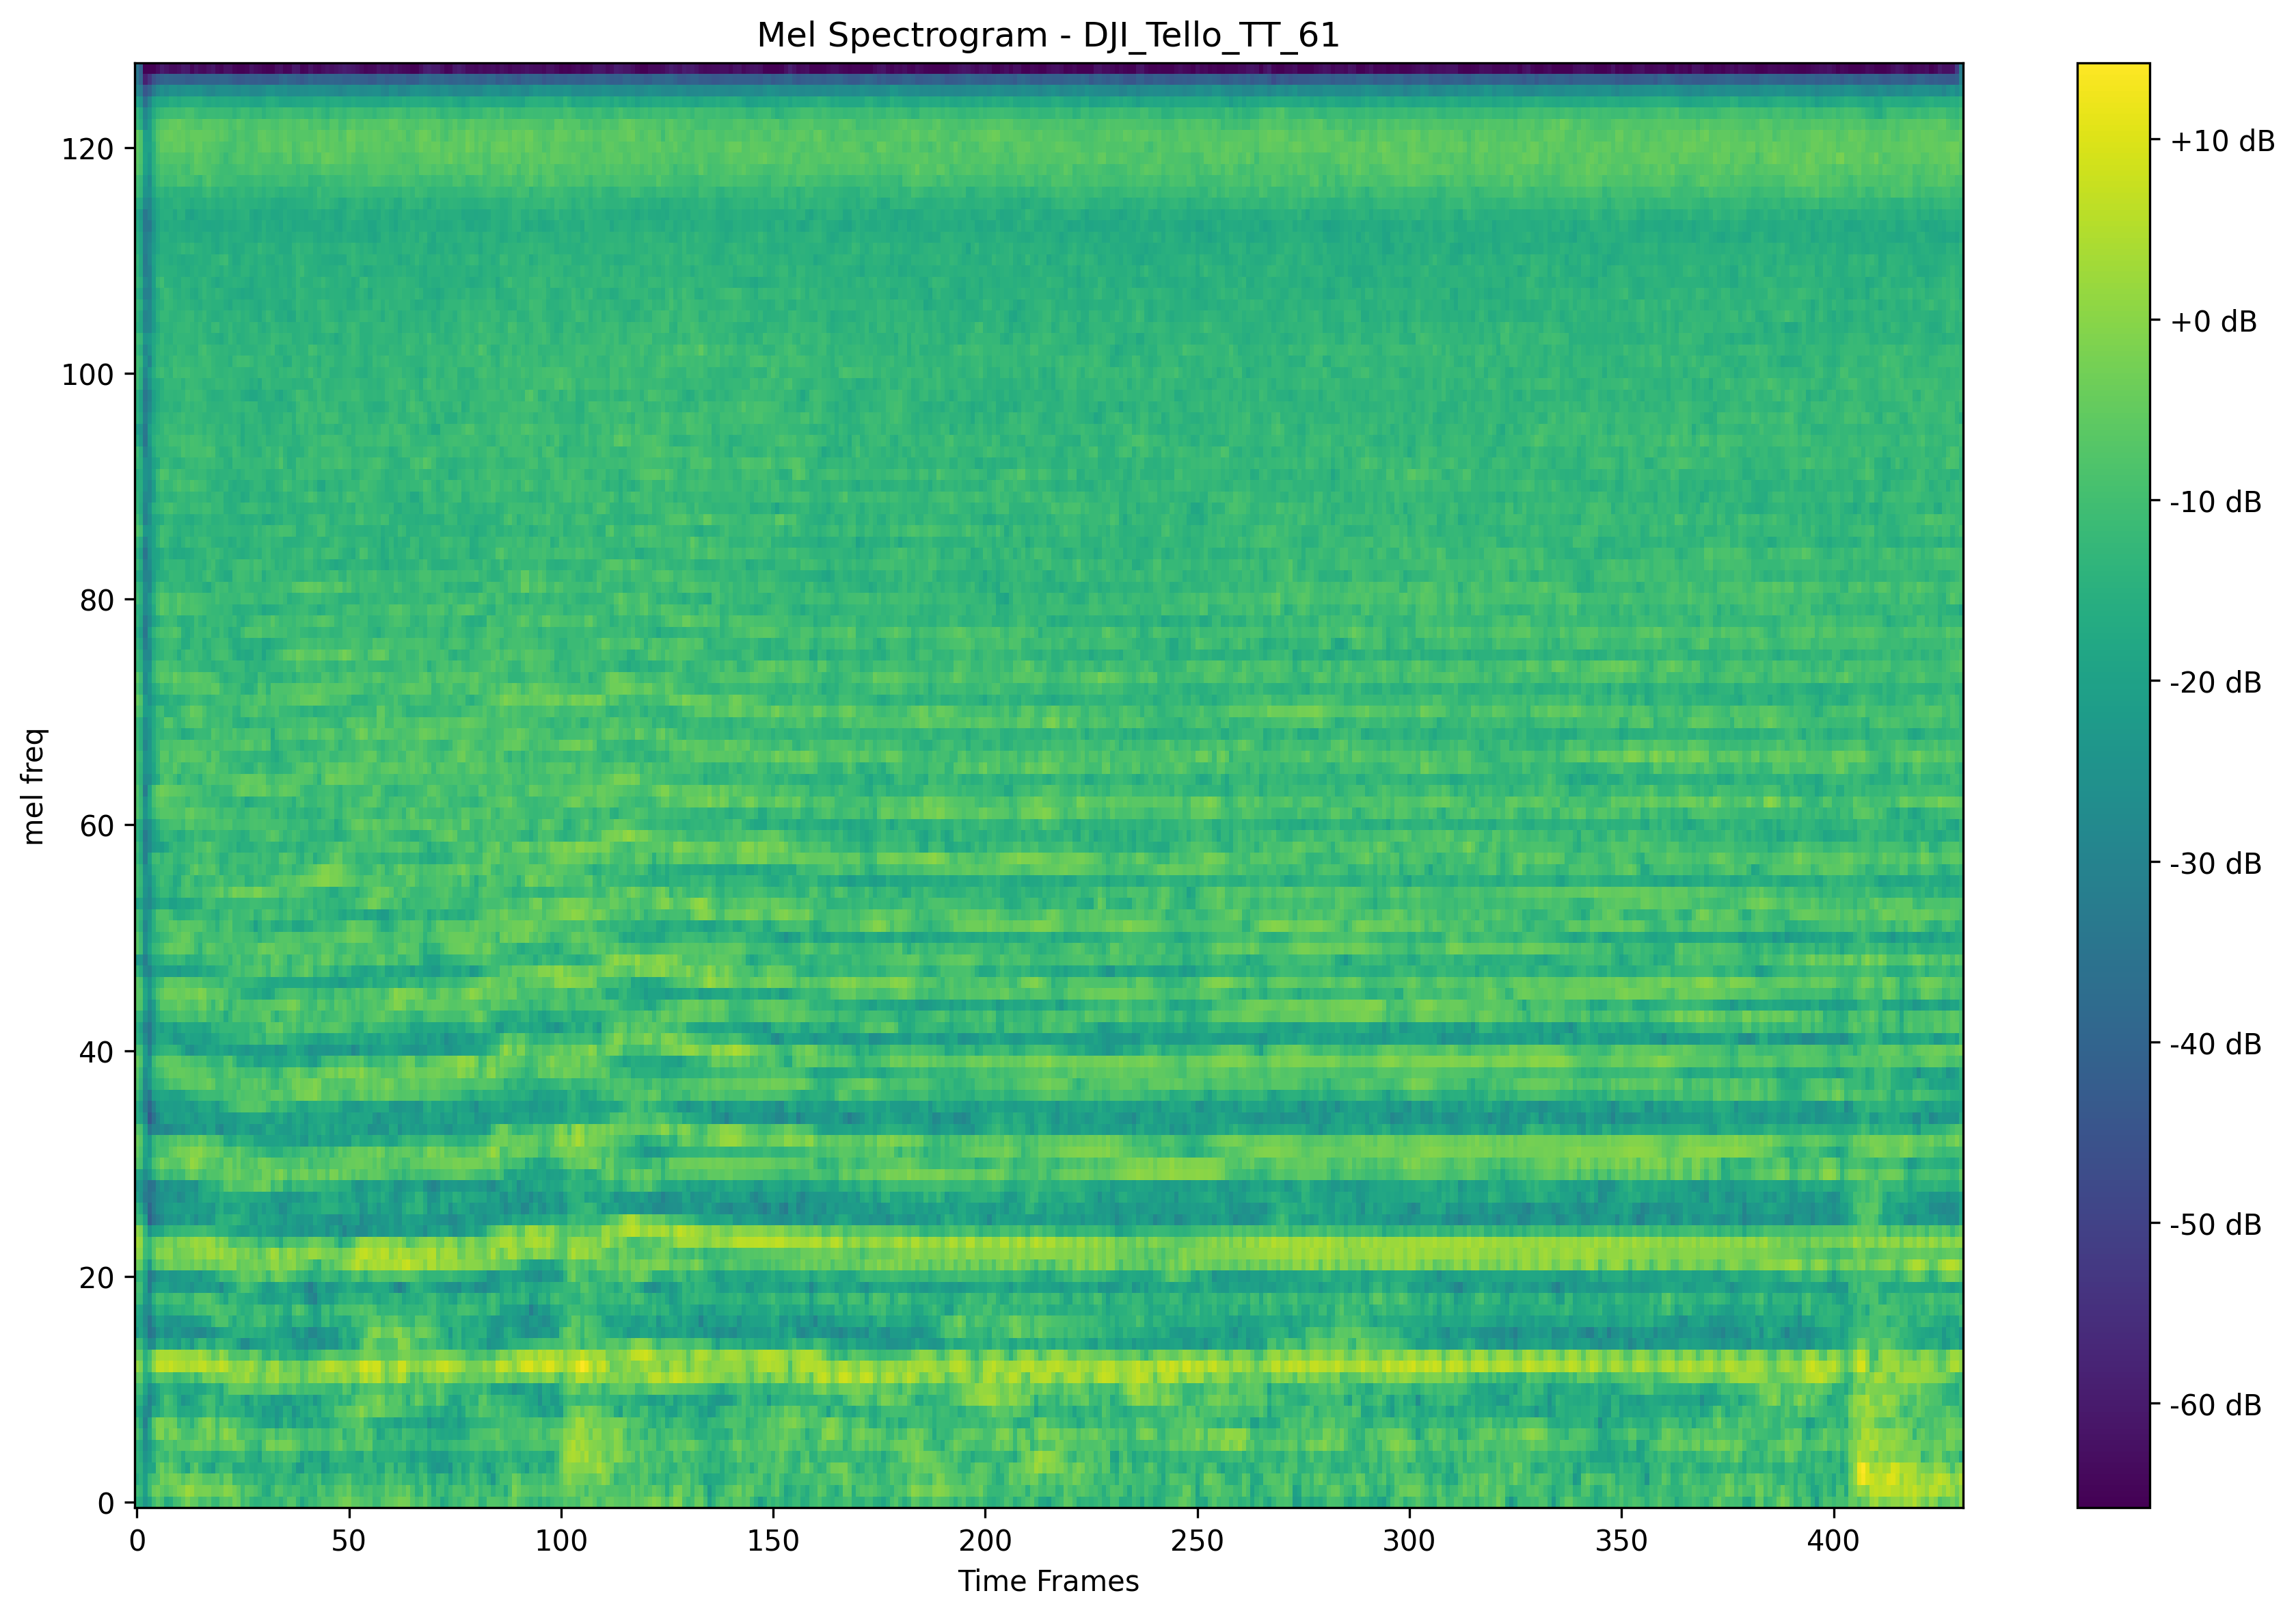 Mel Spectrogram - DJI_Tello_TT_61
mel freq
120
100
80
60
40
20
0
0 50 100 150 200 250 300 350 400
Time Frames
+10 dB
+0 dB
-10 dB
-20 dB
-30 dB
-40 dB
-50 dB
-60 dB